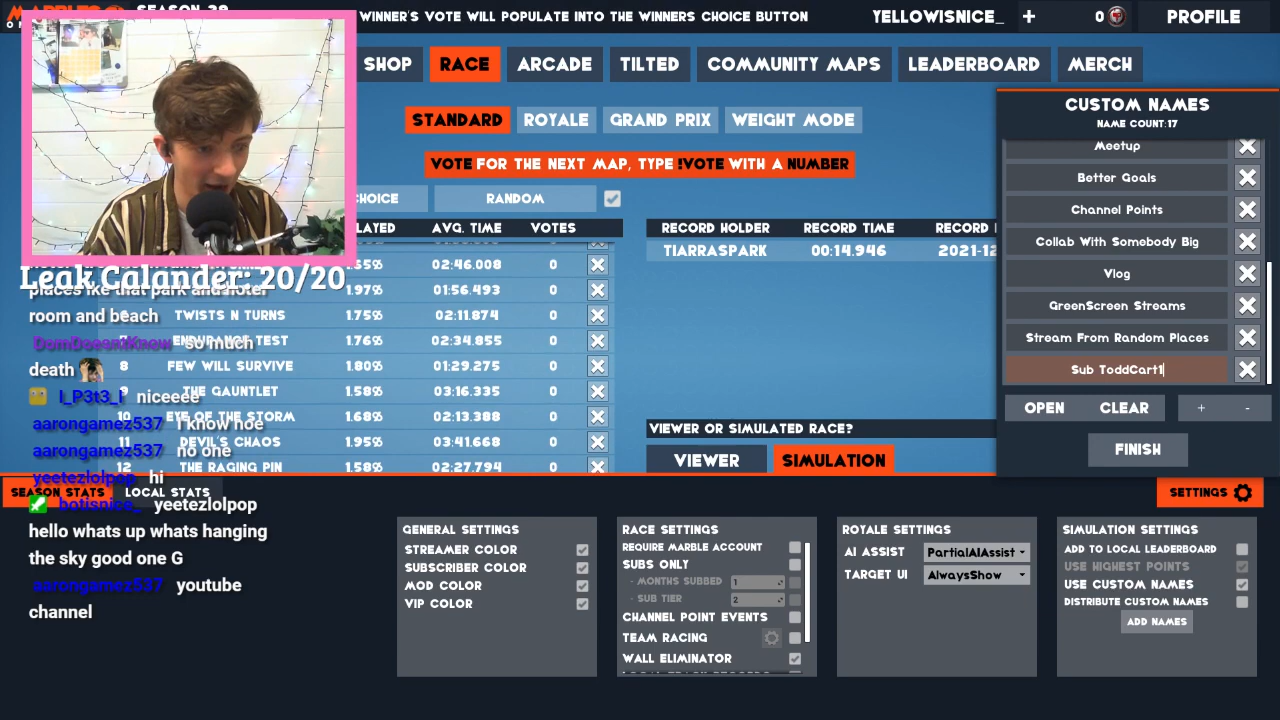 WINNER'S VOTE WILL POPULATE INTO THE WINNERS CHOICE BUTTON
YELLOWISNICE_ + 0 PROFILE
SHOP RACE ARCADE TILTED COMMUNITY MAPS LEADERBOARD MERCH
STANDARD ROYALE GRAND PRIX WEIGHT MODE
VOTE FOR THE NEXT MAP, TYPE !VOTE WITH A NUMBER
RANDOM
AVG. TIME VOTES
1.55% 02:46.008 0
1.97% 01:56.493 0
TWISTS N TURNS 1.75% 02:11.874 0
7 ENDURANCE TEST 1.76% 02:34.855 0
8 FEW WILL SURVIVE 1.80% 01:29.275 0
9 THE GAUNTLET 1.58% 03:16.335 0
10 EYE OF THE STORM 1.68% 02:13.388 0
11 DEVIL'S CHAOS 1.95% 03:41.668 0
12 THE RAGING PIN 1.58% 02:27.794 0
RECORD HOLDER RECORD TIME RECORD
TIARRASPARK 00:14.946 2021-12
VIEWER OR SIMULATED RACE?
VIEWER SIMULATION
CUSTOM NAMES
NAME COUNT:17
Meetup
Better Goals
Channel Points
Collab With Somebody Big
Vlog
GreenScreen Streams
Stream From Random Places
Sub ToddCart1
OPEN CLEAR + -
FINISH
Leak Calander: 20/20
places like that park and hotel
room and beach
DomDoesntKnow so much
death
I_P3t3_I niceeee
aarongamez537 I know hoe
aarongamez537 no one
yeetezlolpop hi
botisnice_ yeetezlolpop
hello whats up whats hanging
the sky good one G
aarongamez537 youtube
channel
SEASON STATS LOCAL STATS
SETTINGS
GENERAL SETTINGS
STREAMER COLOR
SUBSCRIBER COLOR
MOD COLOR
VIP COLOR
RACE SETTINGS
REQUIRE MARBLE ACCOUNT
SUBS ONLY
- MONTHS SUBBED 1
- SUB TIER 2
CHANNEL POINT EVENTS
TEAM RACING
WALL ELIMINATOR
ROYALE SETTINGS
AI ASSIST PartialAIAssist
TARGET UI AlwaysShow
SIMULATION SETTINGS
ADD TO LOCAL LEADERBOARD
USE HIGHEST POINTS
USE CUSTOM NAMES
DISTRIBUTE CUSTOM NAMES
ADD NAMES